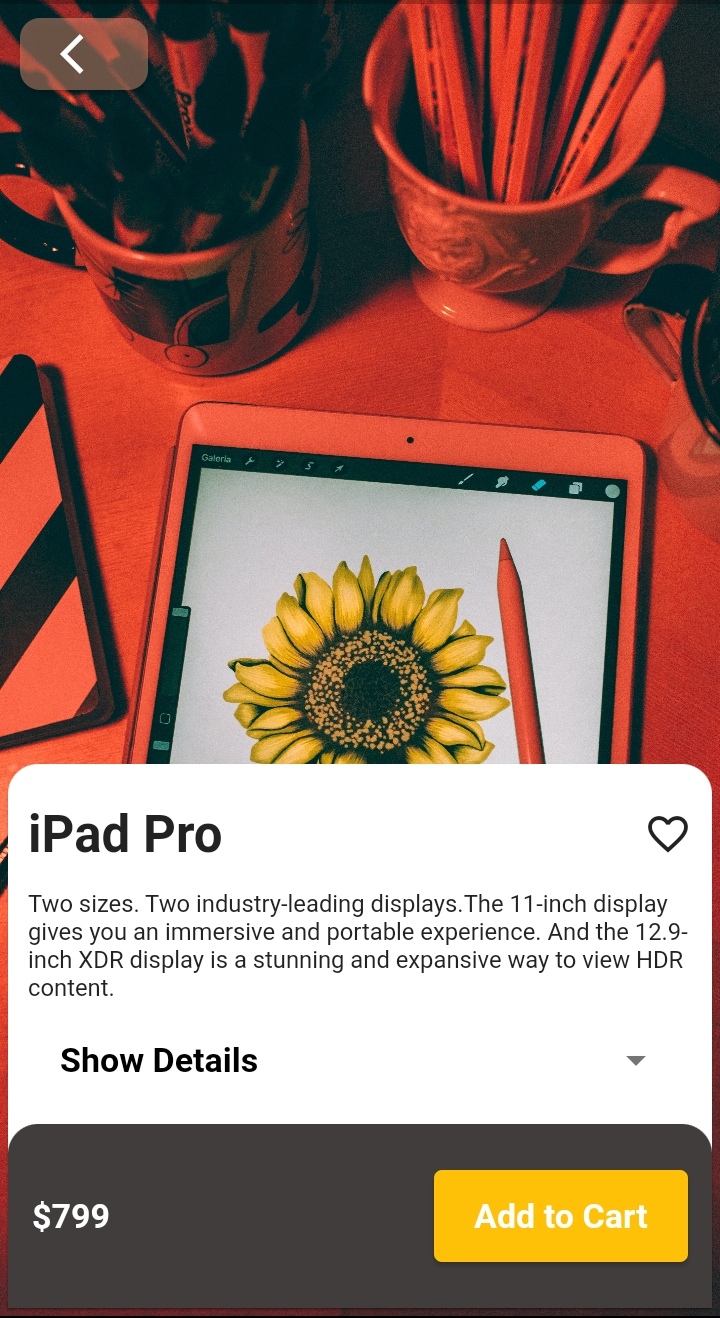 Galeria
iPad Pro
Two sizes. Two industry-leading displays.The 11-inch display
gives you an immersive and portable experience. And the 12.9-
inch XDR display is a stunning and expansive way to view HDR
content.
Show Details
$799
Add to Cart